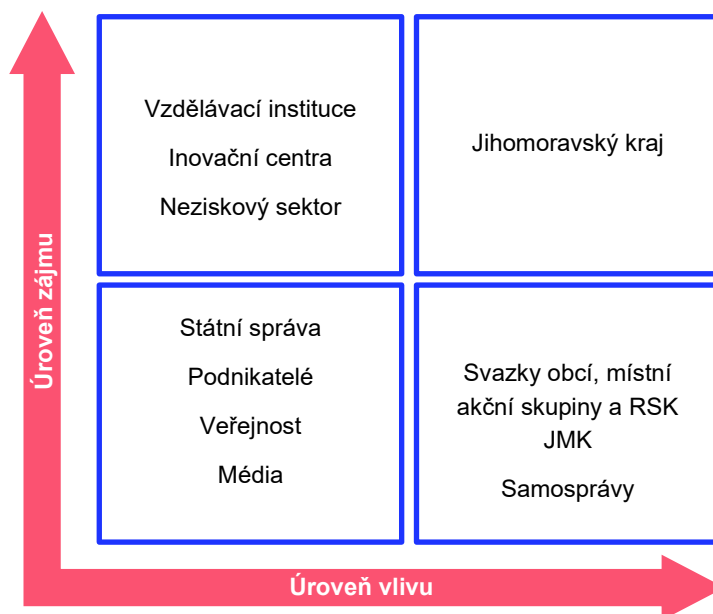 Vzdělávací instituce
Inovační centra
Neziskový sektor
Jihomoravský kraj
Úroveň zájmu
Státní správa
Podnikatelé
Veřejnost
Média
Svazky obcí, místní
akční skupiny a RSK
JMK
Samosprávy
Úroveň vlivu